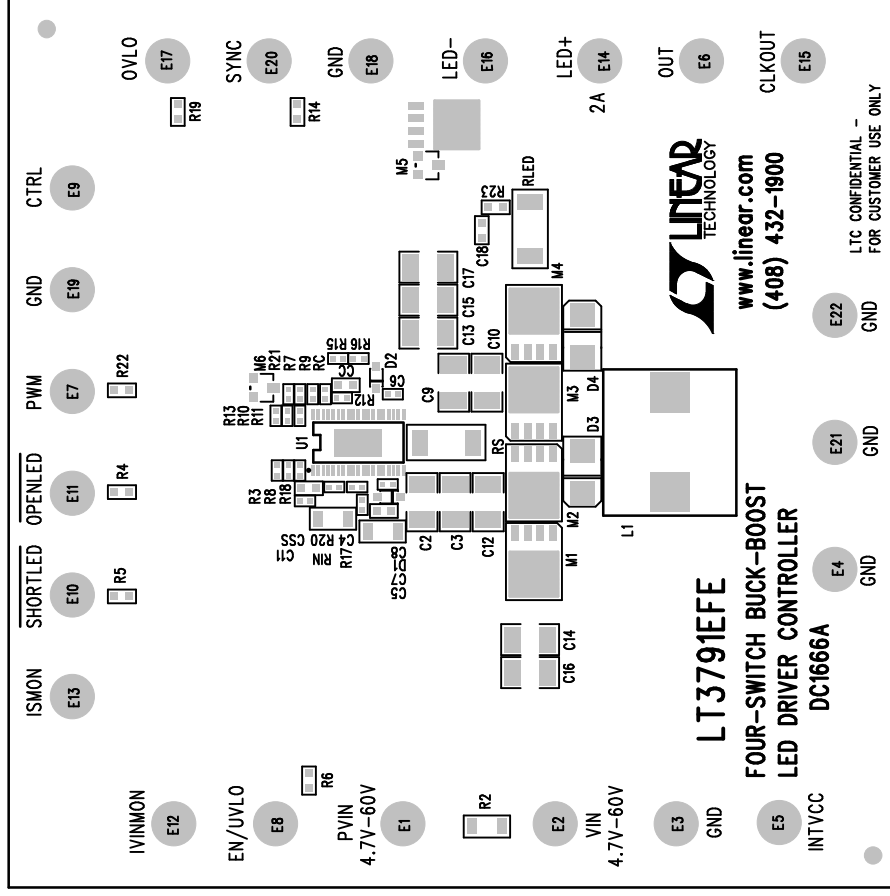 OVLO
E17
SYNC
E20
GND
E18
LED-
E16
LED+
E14
2A
OUT
E6
CLKOUT
E15
R19
R14
CTRL
E9
M5
R23
RLED
C18
LINEAR
TECHNOLOGY
www.linear.com
(408) 432-1900
LTC CONFIDENTIAL -
FOR CUSTOMER USE ONLY
GND
E19
C17
C15
C13
C10
C9
M4
E22
GND
PWM
E7
R22
M6
R21
R7
R9
RC
R15
R16
CC
R12
D2
C6
R13
R10
R11
U1
RS
M3
D4
D3
L1
OPENLED
E11
R4
R3
R8
R18
E21
GND
SHORTLED
E10
R5
C11
CSS
RIN
R20
C4
R17
C8
D1
C7
C5
C2
C3
C12
M2
M1
E4
GND
ISMON
E13
C14
C16
LT3791EFE
FOUR-SWITCH BUCK-BOOST
LED DRIVER CONTROLLER
DC1666A
IVINMON
E12
EN/UVLO
E8
R6
PVIN
4.7V-60V
E1
R2
E2
VIN
4.7V-60V
E3
GND
E5
INTVCC